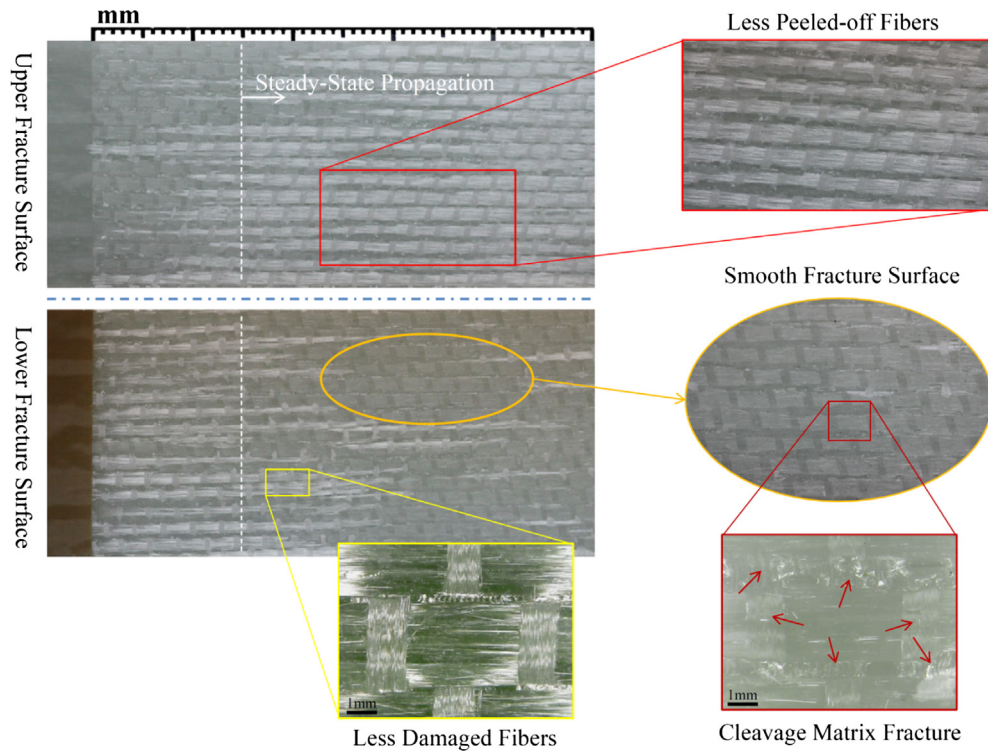 mm
Less Peeled-off Fibers
Upper Fracture Surface
Steady-State Propagation
Smooth Fracture Surface
Lower Fracture Surface
1mm
1mm
Less Damaged Fibers
Cleavage Matrix Fracture